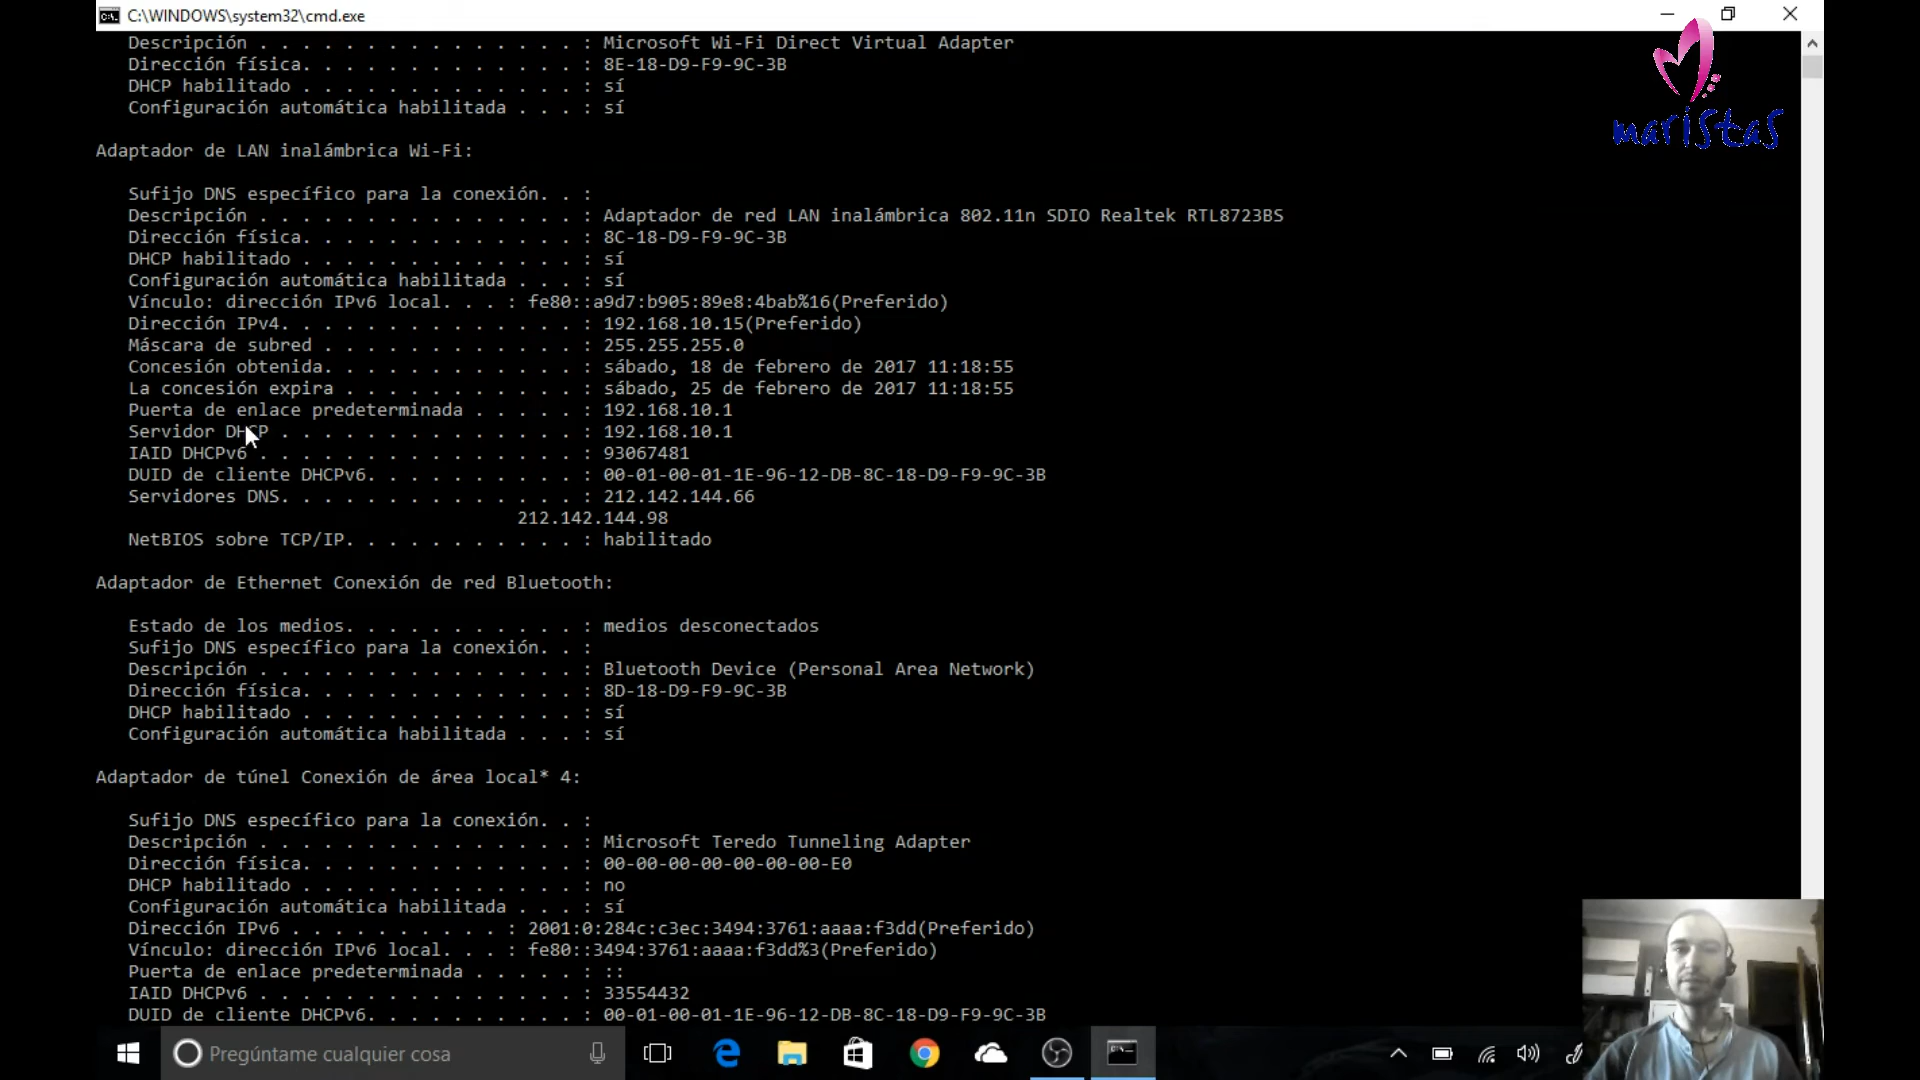 C:\WINDOWS\system32\cmd.exe
Descripción . . . . . . . . . . . . . . . : Microsoft Wi-Fi Direct Virtual Adapter
Dirección física. . . . . . . . . . . . . : 8E-18-D9-F9-9C-3B
DHCP habilitado . . . . . . . . . . . . . : sí
Configuración automática habilitada . . . : sí
maristas
Adaptador de LAN inalámbrica Wi-Fi:
Sufijo DNS específico para la conexión. . :
Descripción . . . . . . . . . . . . . . . : Adaptador de red LAN inalámbrica 802.11n SDIO Realtek RTL8723BS
Dirección física. . . . . . . . . . . . . : 8C-18-D9-F9-9C-3B
DHCP habilitado . . . . . . . . . . . . . : sí
Configuración automática habilitada . . . : sí
Vínculo: dirección IPv6 local. . . : fe80::a9d7:b905:89e8:4bab%16(Preferido)
Dirección IPv4. . . . . . . . . . . . . . : 192.168.10.15(Preferido)
Máscara de subred . . . . . . . . . . . . : 255.255.255.0
Concesión obtenida. . . . . . . . . . . . : sábado, 18 de febrero de 2017 11:18:55
La concesión expira . . . . . . . . . . . : sábado, 25 de febrero de 2017 11:18:55
Puerta de enlace predeterminada . . . . . : 192.168.10.1
Servidor DHCP . . . . . . . . . . . . . . : 192.168.10.1
IAID DHCPv6 . . . . . . . . . . . . . . . : 93067481
DUID de cliente DHCPv6. . . . . . . . . . : 00-01-00-01-1E-96-12-DB-8C-18-D9-F9-9C-3B
Servidores DNS. . . . . . . . . . . . . . : 212.142.144.66
212.142.144.98
NetBIOS sobre TCP/IP. . . . . . . . . . . : habilitado
Adaptador de Ethernet Conexión de red Bluetooth:
Estado de los medios. . . . . . . . . . . : medios desconectados
Sufijo DNS específico para la conexión. . :
Descripción . . . . . . . . . . . . . . . : Bluetooth Device (Personal Area Network)
Dirección física. . . . . . . . . . . . . : 8D-18-D9-F9-9C-3B
DHCP habilitado . . . . . . . . . . . . . : sí
Configuración automática habilitada . . . : sí
Adaptador de túnel Conexión de área local* 4:
Sufijo DNS específico para la conexión. . :
Descripción . . . . . . . . . . . . . . . : Microsoft Teredo Tunneling Adapter
Dirección física. . . . . . . . . . . . . : 00-00-00-00-00-00-00-E0
DHCP habilitado . . . . . . . . . . . . . : no
Configuración automática habilitada . . . : sí
Dirección IPv6 . . . . . . . . . . : 2001:0:284c:c3ec:3494:3761:aaaa:f3dd(Preferido)
Vínculo: dirección IPv6 local. . . : fe80::3494:3761:aaaa:f3dd%3(Preferido)
Puerta de enlace predeterminada . . . . . : ::
IAID DHCPv6 . . . . . . . . . . . . . . . : 33554432
DUID de cliente DHCPv6. . . . . . . . . . : 00-01-00-01-1E-96-12-DB-8C-18-D9-F9-9C-3B
Pregúntame cualquier cosa